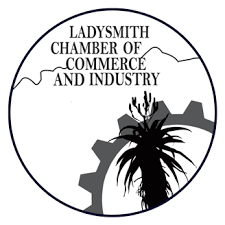 LADYSMITH
CHAMBER OF
COMMERCE
AND INDUSTRY